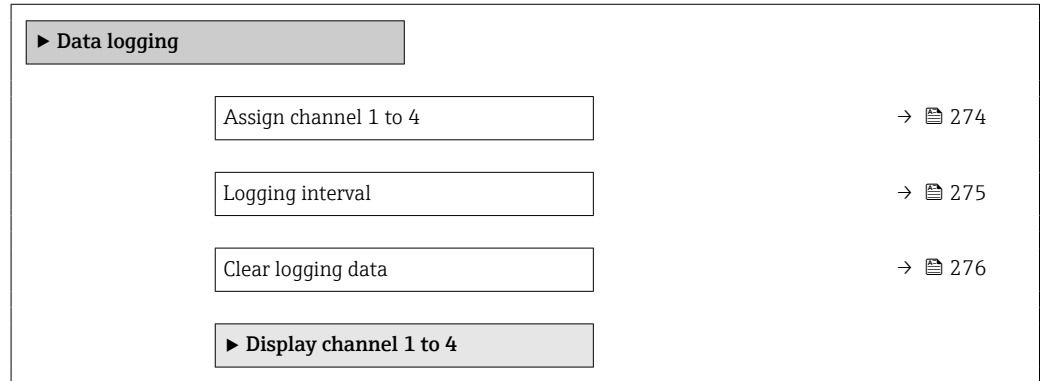 ▶ Data logging
Assign channel 1 to 4 → 🖹 274
Logging interval → 🖹 275
Clear logging data → 🖹 276
▶ Display channel 1 to 4